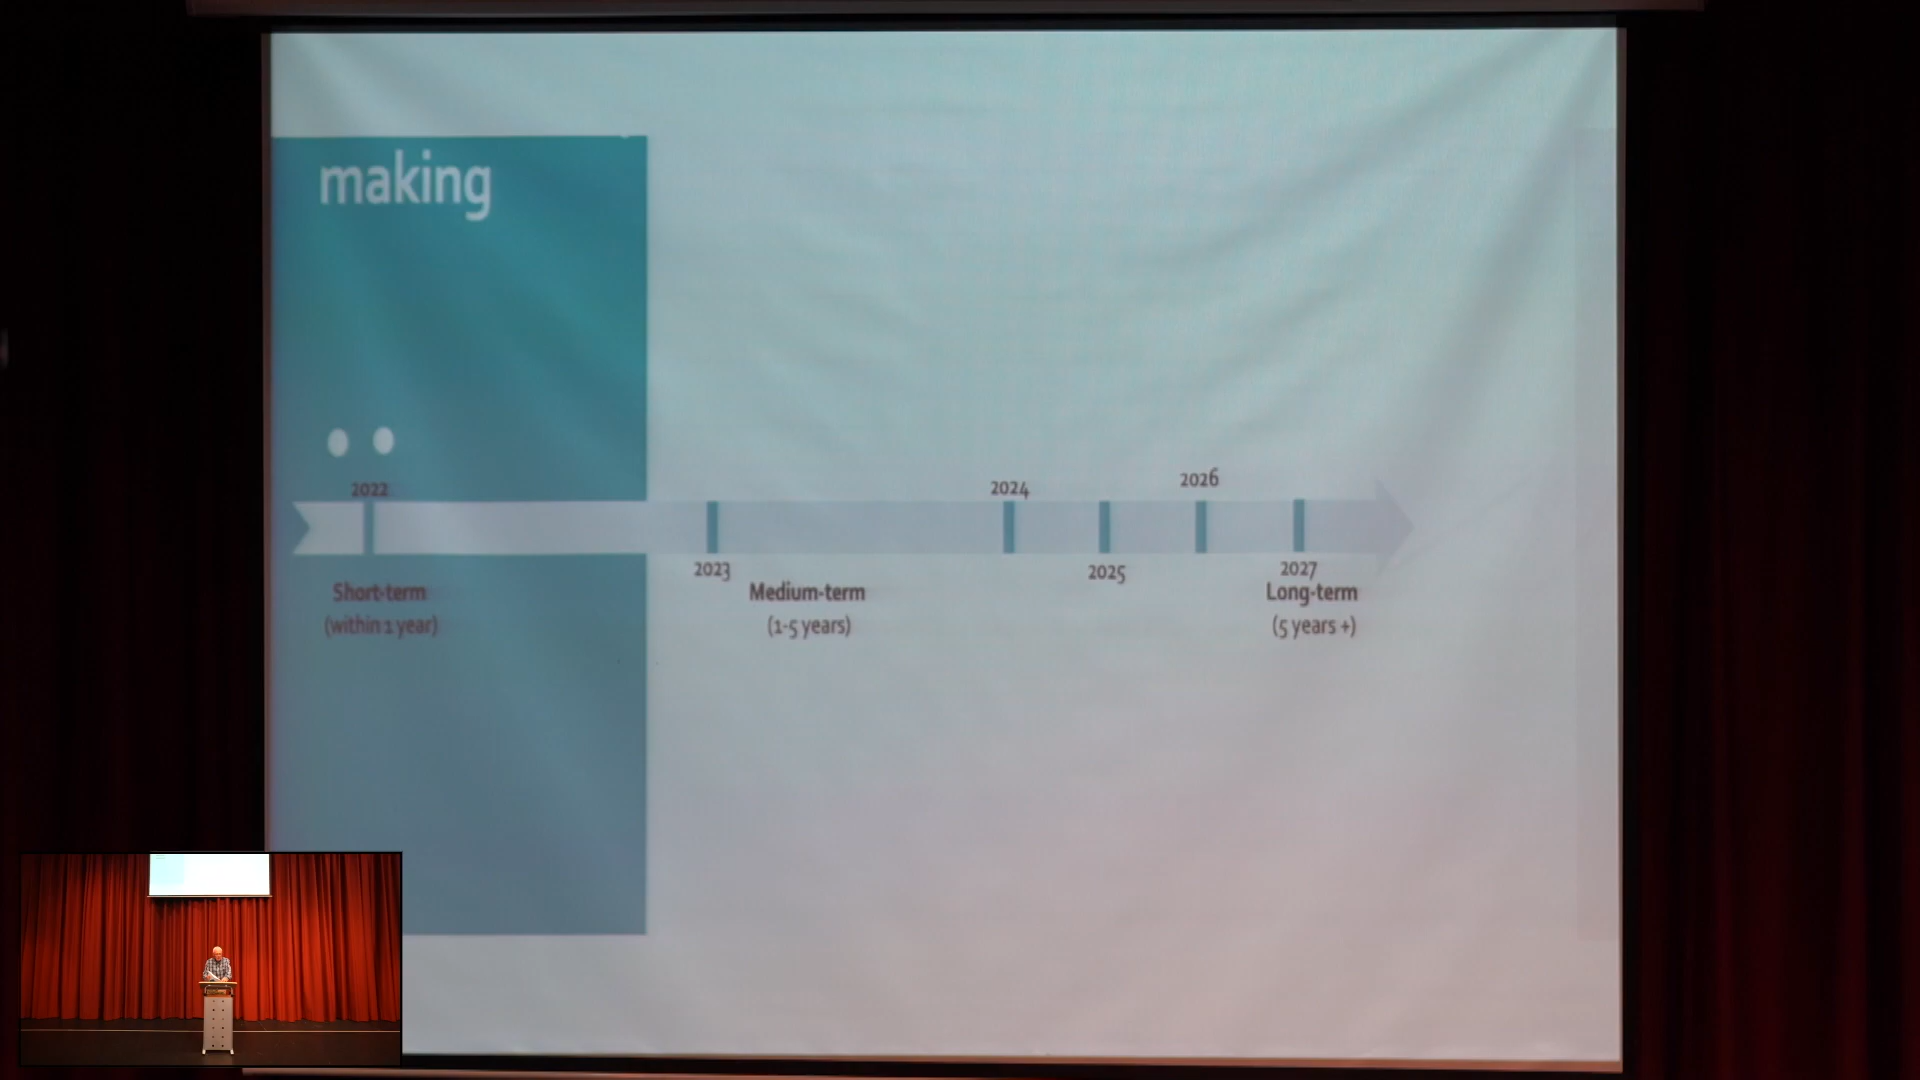 making
2022
2024
2026
2023
2025
2027
Short-term
(within 1 year)
Medium-term
(1-5 years)
Long-term
(5 years +)